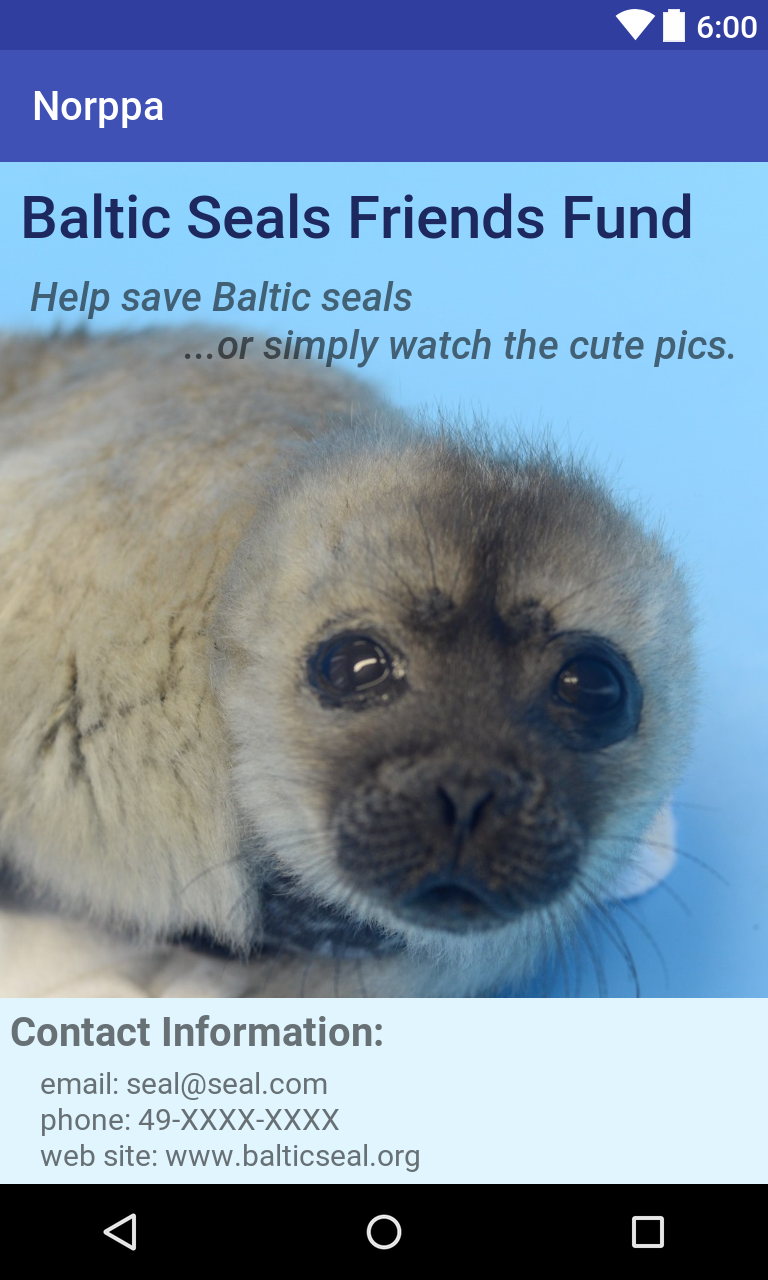 6:00
Norppa
Baltic Seals Friends Fund
Help save Baltic seals
...or simply watch the cute pics.
Contact Information:
email: seal@seal.com
phone: 49-XXXX-XXXX
web site: www.balticseal.org